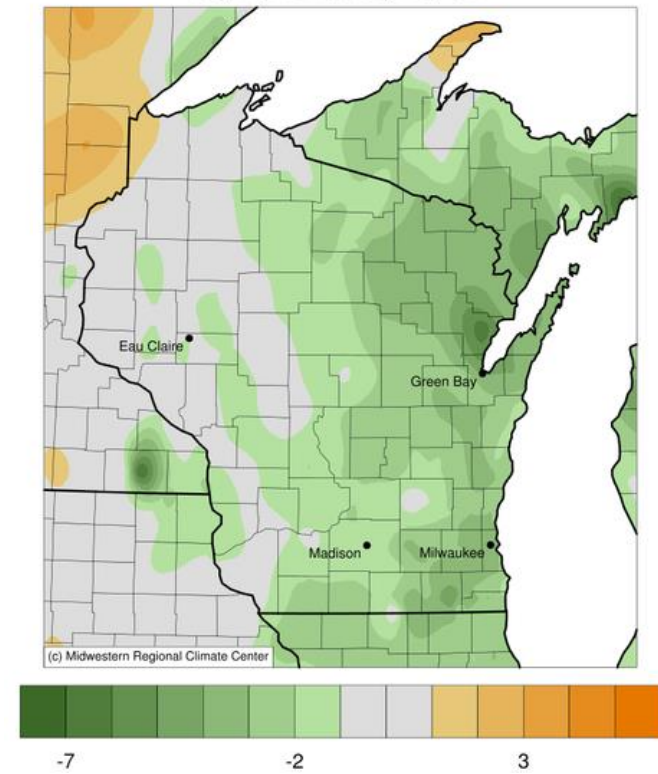 Eau Claire
Green Bay
Madison
Milwaukee
(c) Midwestern Regional Climate Center
-7
-2
3